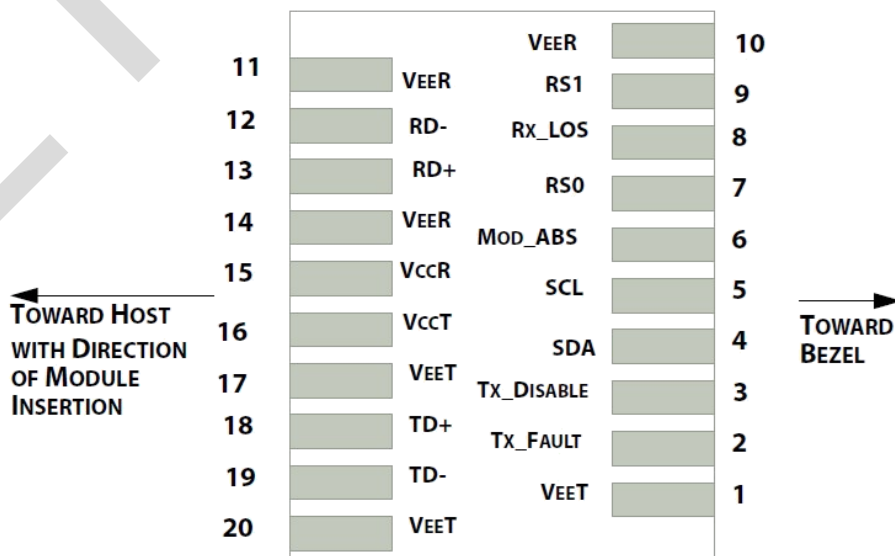 11
VEER
12
RD-
13
RD+
14
VEER
15
VCCR
16
VCCT
17
VEET
18
TD+
19
TD-
20
VEET
VEER
10
RS1
9
RX_LOS
8
RS0
7
MOD_ABS
6
SCL
5
SDA
4
TX_DISABLE
3
TX_FAULT
2
VEET
1
TOWARD HOST
WITH DIRECTION
OF MODULE
INSERTION
TOWARD
BEZEL